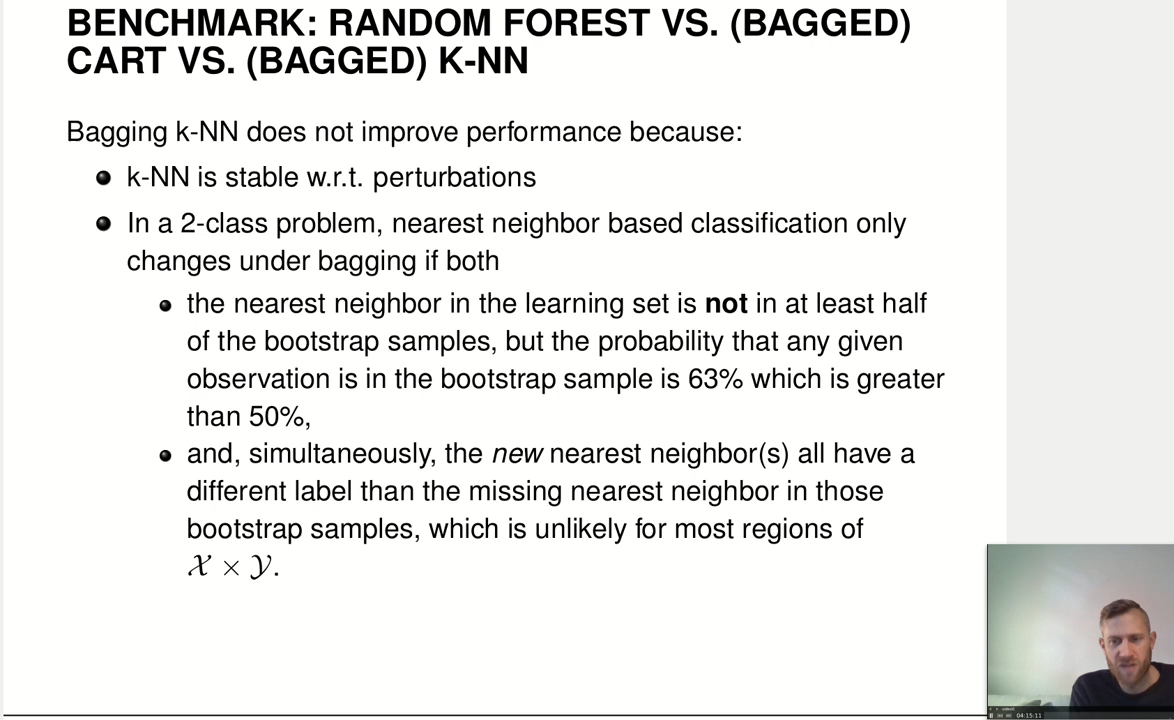 BENCHMARK: RANDOM FOREST VS. (BAGGED)
CART VS. (BAGGED) K-NN
Bagging k-NN does not improve performance because:
k-NN is stable w.r.t. perturbations
In a 2-class problem, nearest neighbor based classification only
changes under bagging if both
the nearest neighbor in the learning set is not in at least half
of the bootstrap samples, but the probability that any given
observation is in the bootstrap sample is 63% which is greater
than 50%,
and, simultaneously, the new nearest neighbor(s) all have a
different label than the missing nearest neighbor in those
bootstrap samples, which is unlikely for most regions of
𝒳 × 𝒴.
04:15:11